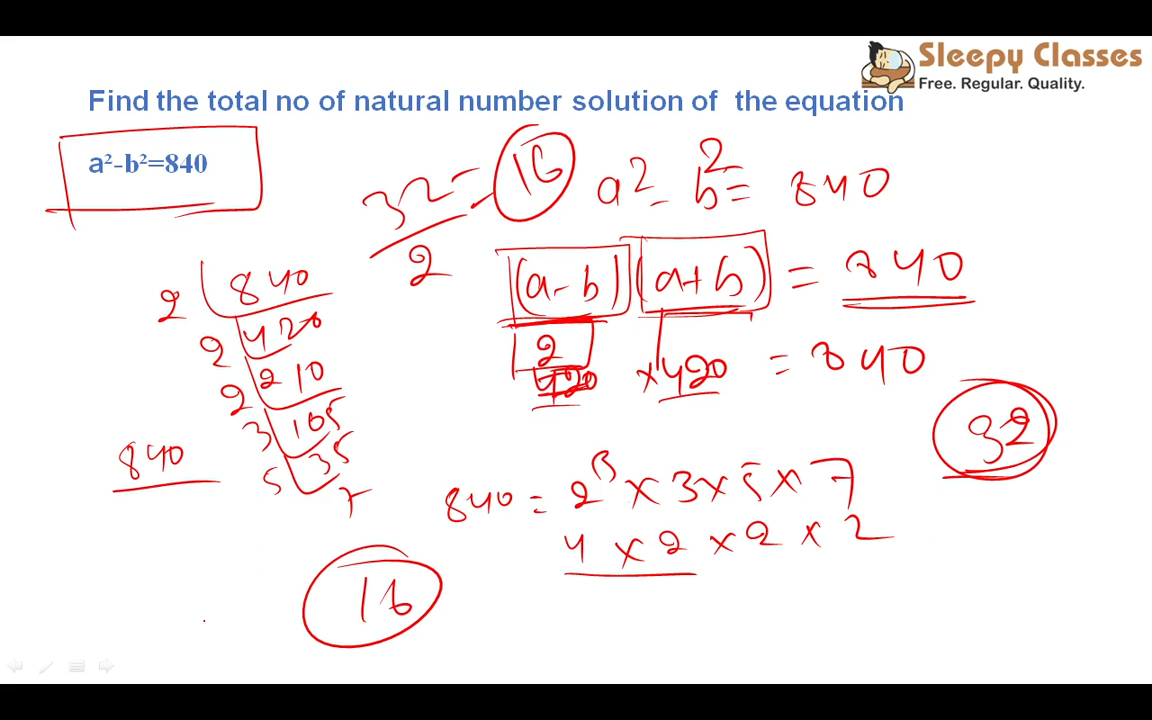 Sleepy Classes
Free. Regular. Quality.
Find the total no of natural number solution of the equation
a²-b²=840
32/2 = 16
a² - b² = 840
(a-b) (a+b) = 840
2 × 420 = 840
420
2 840
2 420
2 210
3 105
5 35
7
840
32
840 = 2³ × 3 × 5 × 7
4 × 2 × 2 × 2
16